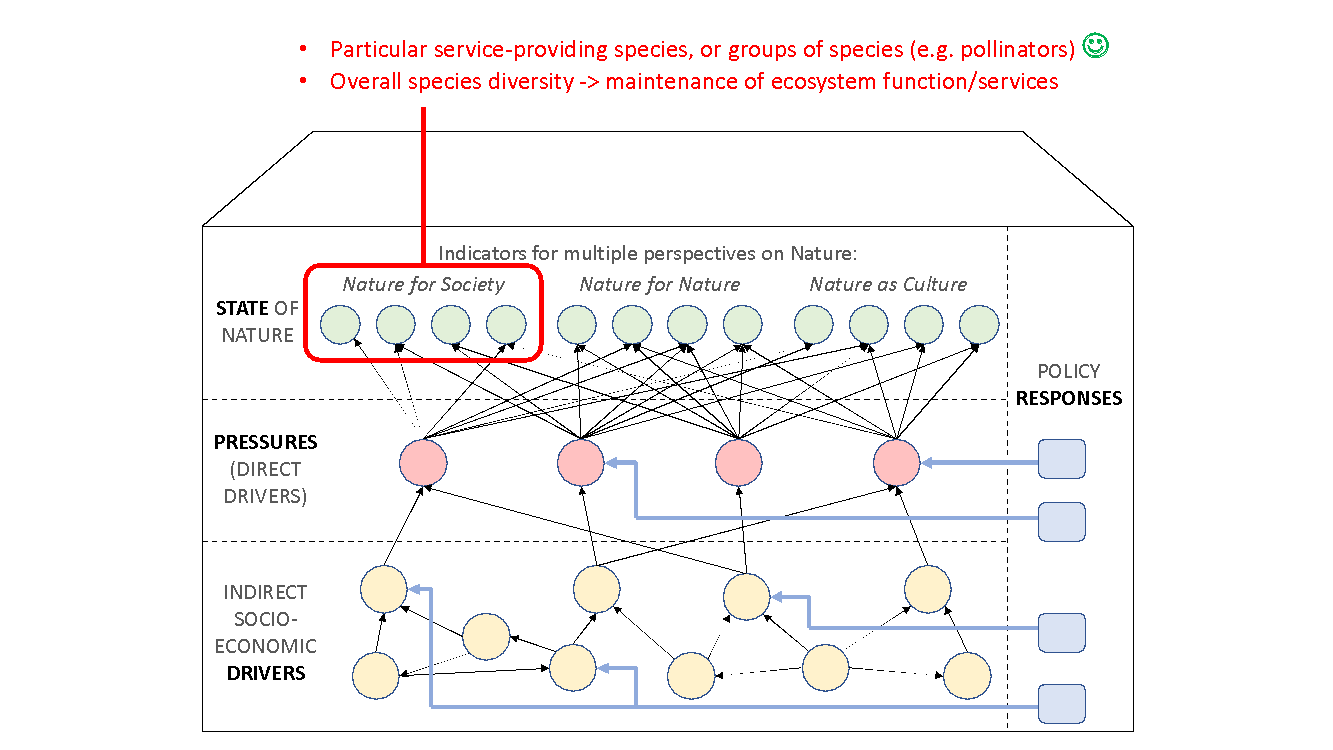 • Particular service-providing species, or groups of species (e.g. pollinators)
• Overall species diversity -> maintenance of ecosystem function/services
Indicators for multiple perspectives on Nature:
Nature for Society
Nature for Nature
Nature as Culture
STATE OF
NATURE
POLICY
RESPONSES
PRESSURES
(DIRECT
DRIVERS)
INDIRECT
SOCIO-
ECONOMIC
DRIVERS